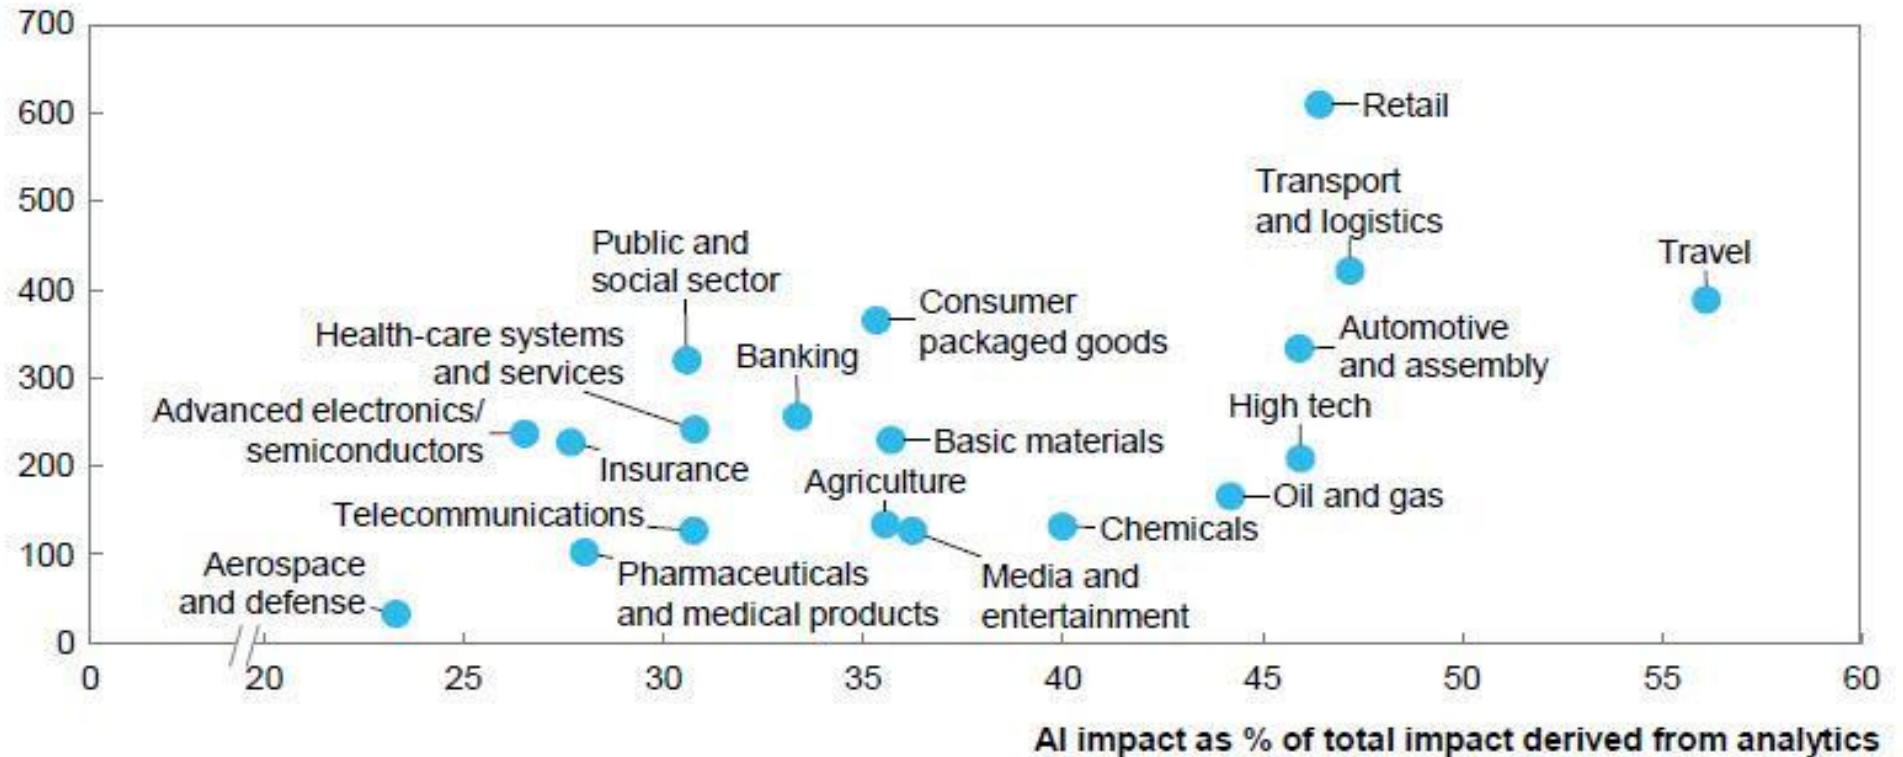 700
600
Retail
500
Transport
and logistics
Public and
social sector
Travel
400
Consumer
packaged goods
Health-care systems
and services
Banking
Automotive
and assembly
300
Advanced electronics/
semiconductors
High tech
Basic materials
200
Insurance
Agriculture
Oil and gas
Telecommunications
Chemicals
100
Aerospace
and defense
Pharmaceuticals
and medical products
Media and
entertainment
0
0 20 25 30 35 40 45 50 55 60
AI impact as % of total impact derived from analytics